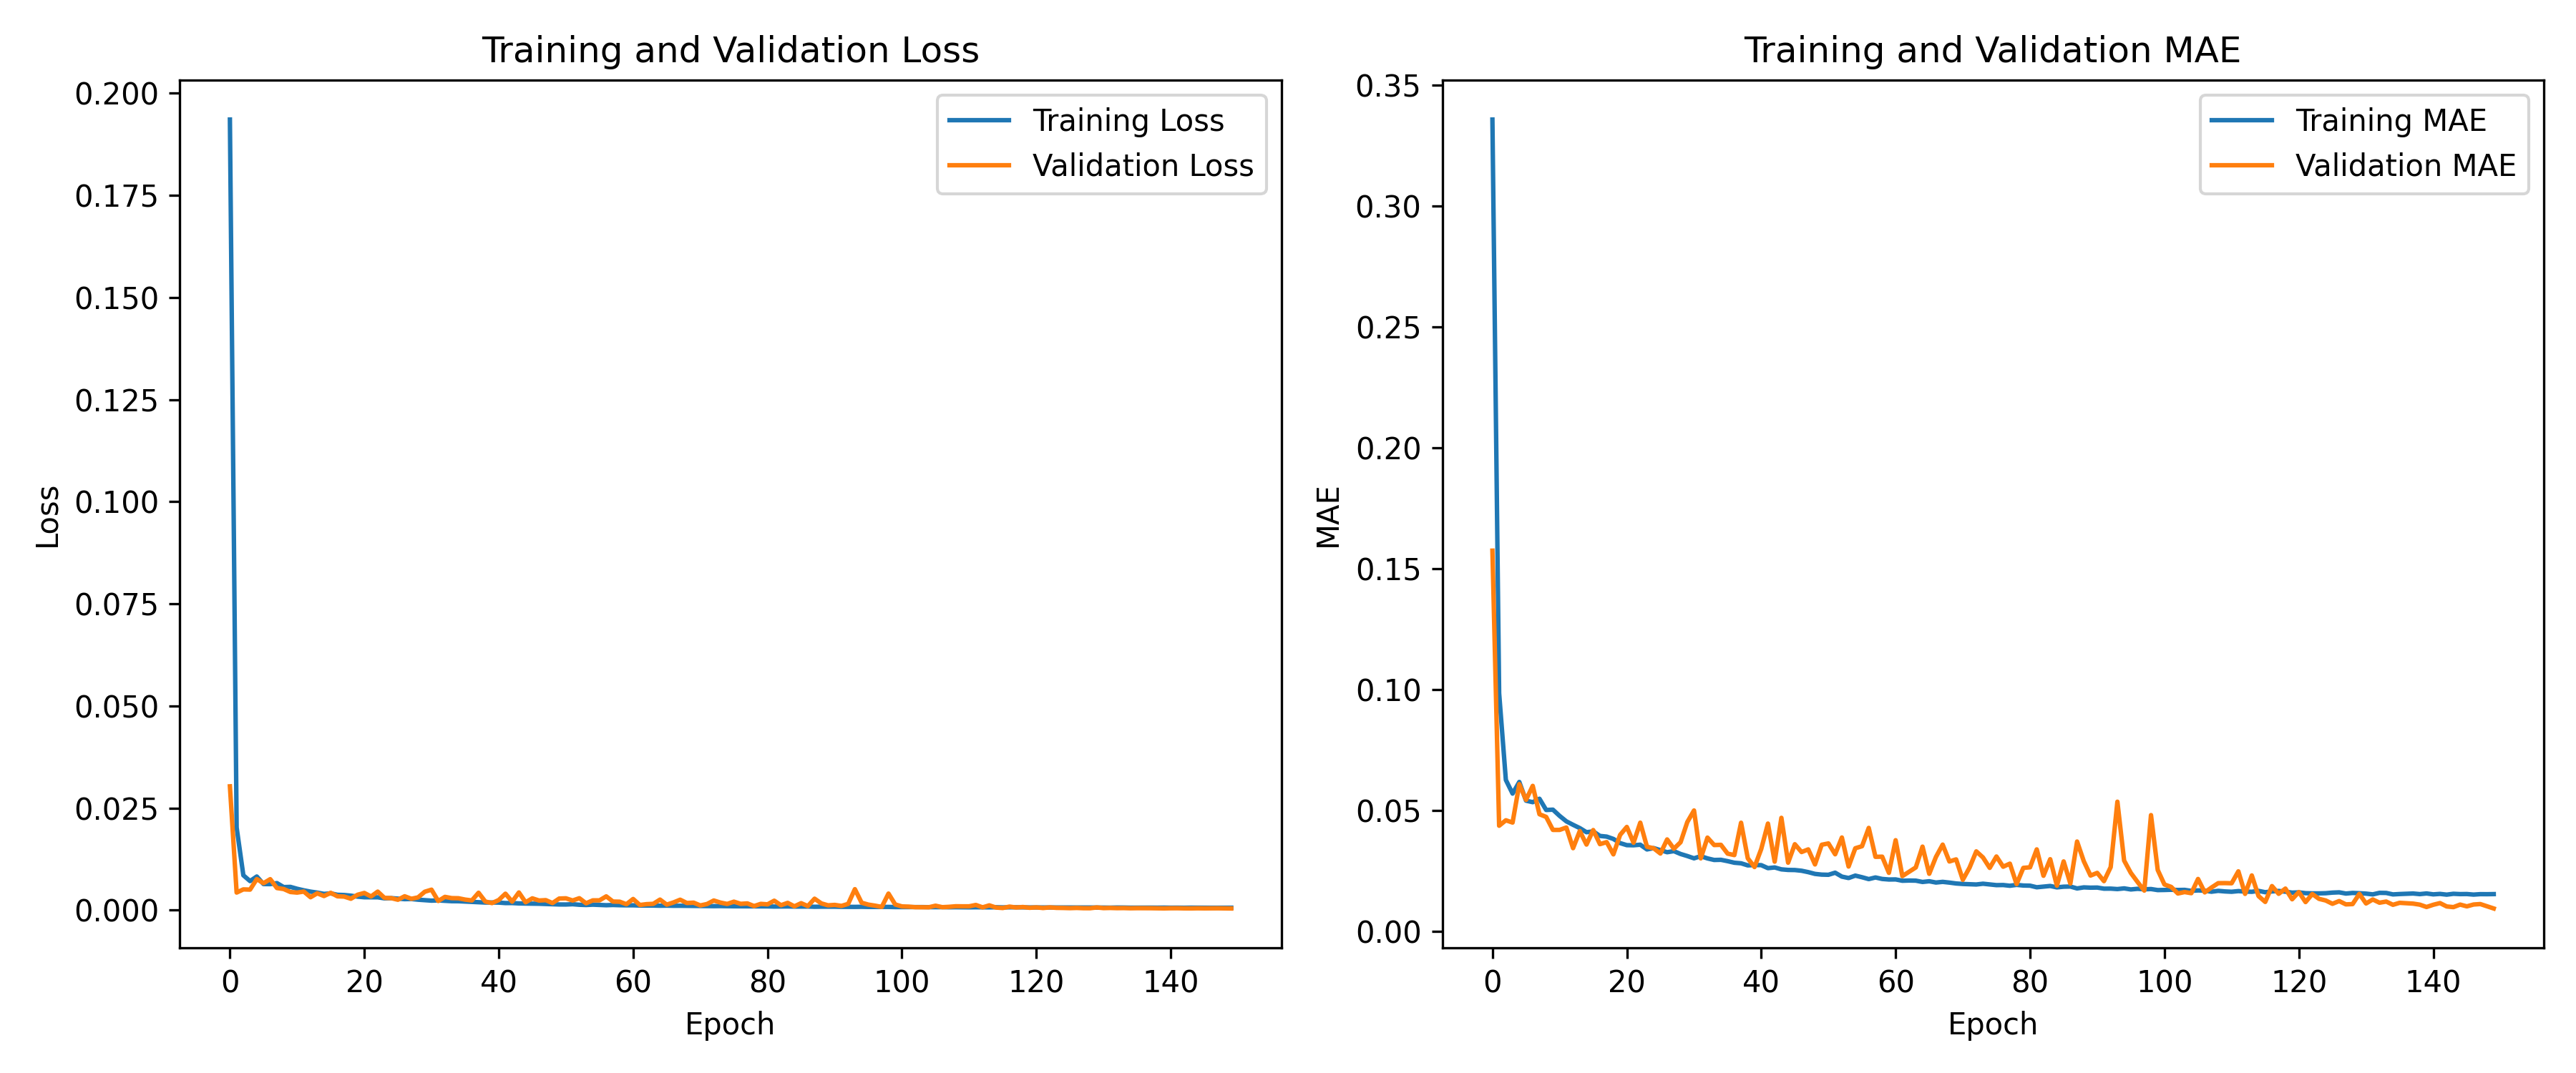 Training and Validation Loss
0.200
0.175
0.150
0.125
0.100
0.075
0.050
0.025
0.000
Loss
Training Loss
Validation Loss
0 20 40 60 80 100 120 140
Epoch
Training and Validation MAE
0.35
0.30
0.25
0.20
0.15
0.10
0.05
0.00
MAE
Training MAE
Validation MAE
0 20 40 60 80 100 120 140
Epoch